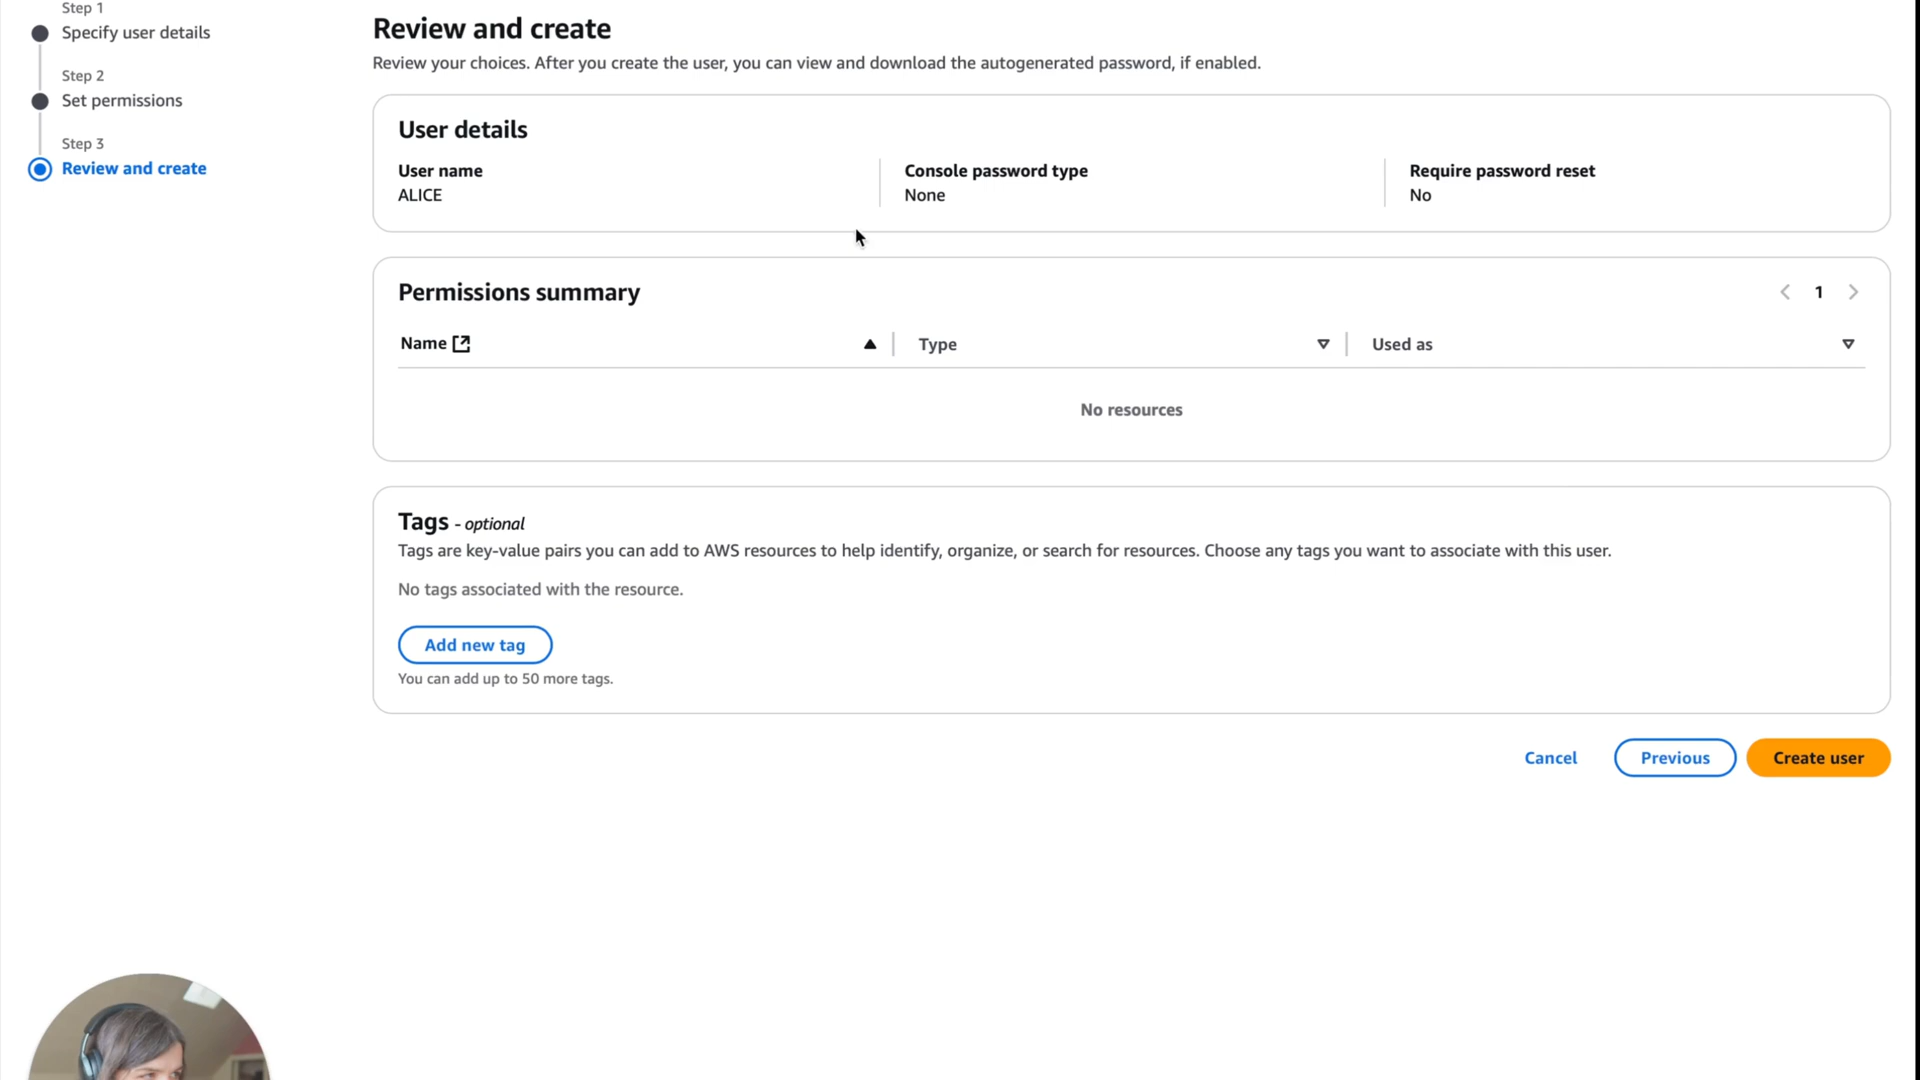 Step 1
Specify user details
Step 2
Set permissions
Step 3
Review and create
Review and create
Review your choices. After you create the user, you can view and download the autogenerated password, if enabled.
User details
User name
ALICE
Console password type
None
Require password reset
No
Permissions summary
1
Name
Type
Used as
No resources
Tags - optional
Tags are key-value pairs you can add to AWS resources to help identify, organize, or search for resources. Choose any tags you want to associate with this user.
No tags associated with the resource.
Add new tag
You can add up to 50 more tags.
Cancel
Previous
Create user